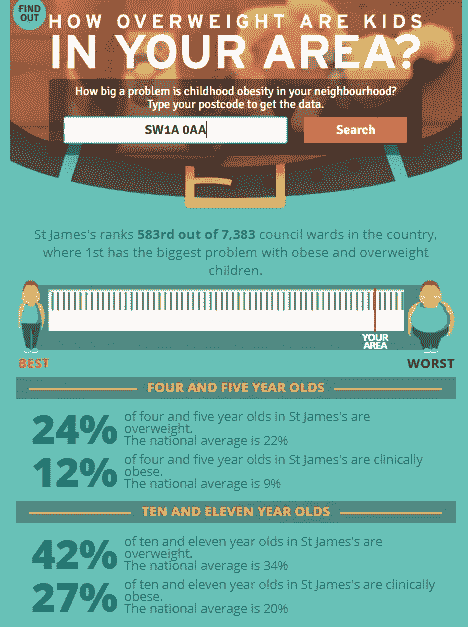 FIND
OUT
HOW OVERWEIGHT ARE KIDS
IN YOUR AREA?
How big a problem is childhood obesity in your neighbourhood?
Type your postcode to get the data.
SW1A 0AA
Search
St James's ranks 583rd out of 7,383 council wards in the country,
where 1st has the biggest problem with obese and overweight
children.
YOUR
AREA
BEST
WORST
FOUR AND FIVE YEAR OLDS
24%
of four and five year olds in St James's are
overweight.
The national average is 22%
12%
of four and five year olds in St James's are clinically
obese.
The national average is 9%
TEN AND ELEVEN YEAR OLDS
42%
of ten and eleven year olds in St James's are
overweight.
The national average is 34%
27%
of ten and eleven year olds in St James's are clinically
obese.
The national average is 20%